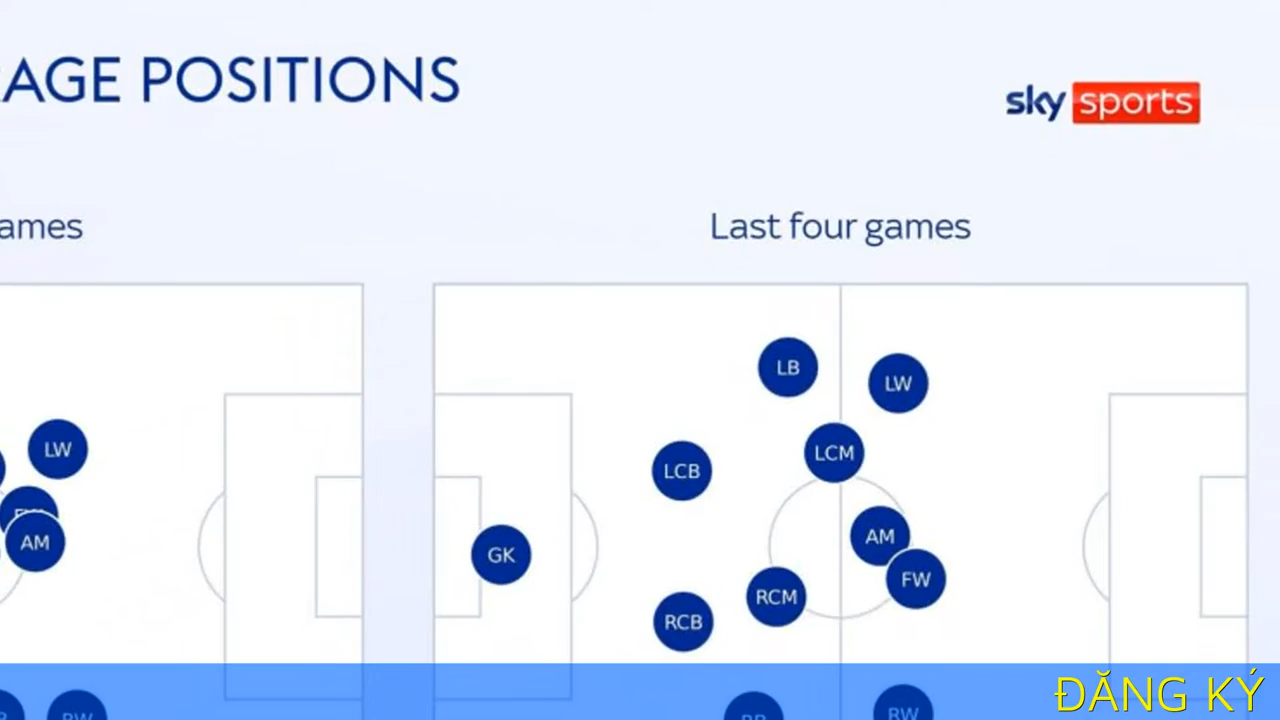 AGE POSITIONS
sky sports
ames
Last four games
LB
LW
LW
LCM
LCB
AM
AM
GK
FW
RCM
RCB
RW
RW
ĐĂNG KÝ